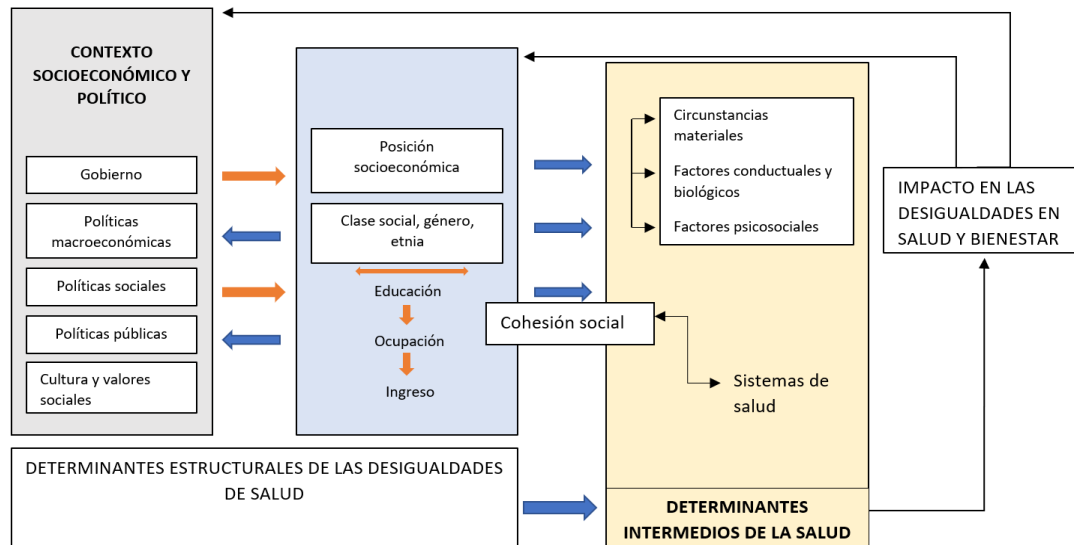 CONTEXTO
SOCIOECONÓMICO Y
POLÍTICO
Gobierno
Políticas
macroeconómicas
Políticas sociales
Políticas públicas
Cultura y valores
sociales
Posición
socioeconómica
Clase social, género,
etnia
Educación
Ocupación
Ingreso
Cohesión social
Circunstancias
materiales
Factores conductuales y
biológicos
Factores psicosociales
Sistemas de
salud
IMPACTO EN LAS
DESIGUALDADES EN
SALUD Y BIENESTAR
DETERMINANTES ESTRUCTURALES DE LAS DESIGUALDADES
DE SALUD
DETERMINANTES
INTERMEDIOS DE LA SALUD